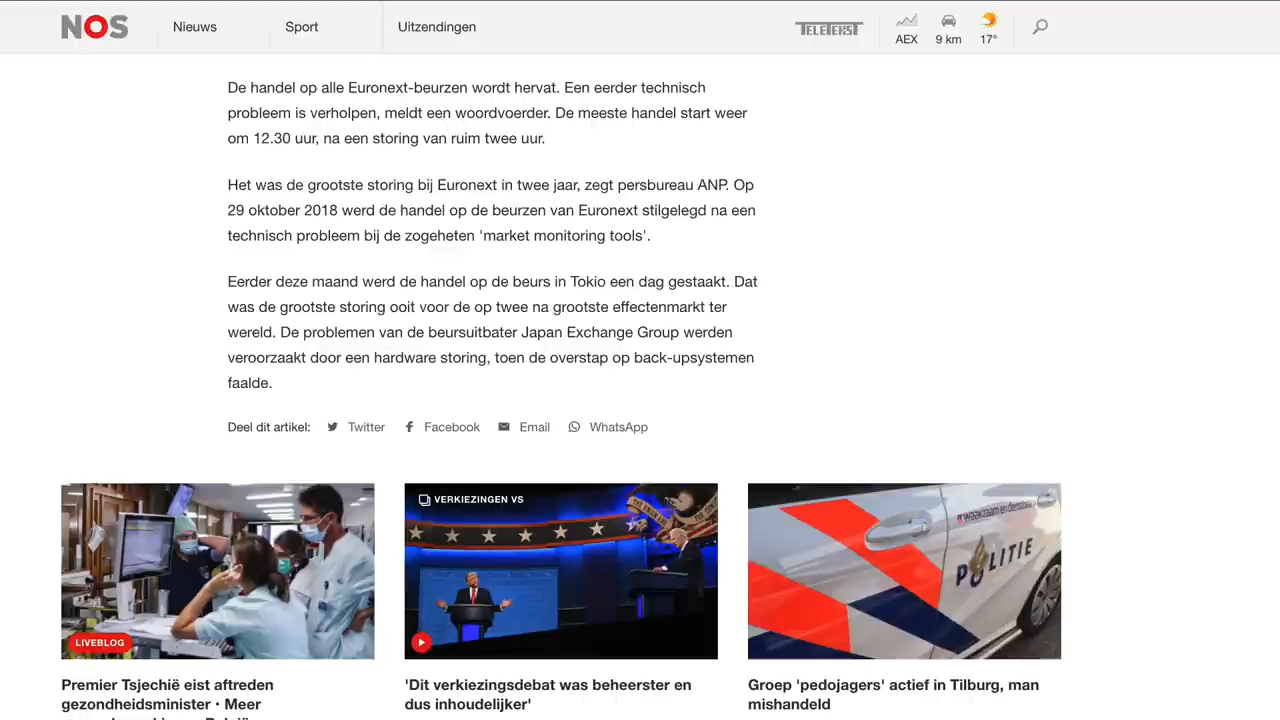 NOS
Nieuws
Sport
Uitzendingen
TELETEKST
AEX
9 km
17°
De handel op alle Euronext-beurzen wordt hervat. Een eerder technisch
probleem is verholpen, meldt een woordvoerder. De meeste handel start weer
om 12.30 uur, na een storing van ruim twee uur.
Het was de grootste storing bij Euronext in twee jaar, zegt persbureau ANP. Op
29 oktober 2018 werd de handel op de beurzen van Euronext stilgelegd na een
technisch probleem bij de zogeheten 'market monitoring tools'.
Eerder deze maand werd de handel op de beurs in Tokio een dag gestaakt. Dat
was de grootste storing ooit voor de op twee na grootste effectenmarkt ter
wereld. De problemen van de beursuitbater Japan Exchange Group werden
veroorzaakt door een hardware storing, toen de overstap op back-upsystemen
faalde.
Deel dit artikel: Twitter Facebook Email WhatsApp
VERKIEZINGEN VS
POLITIE
LIVEBLOG
Premier Tsjechië eist aftreden
gezondheidsminister • Meer
'Dit verkiezingsdebat was beheerster en
dus inhoudelijker'
Groep 'pedojagers' actief in Tilburg, man
mishandeld